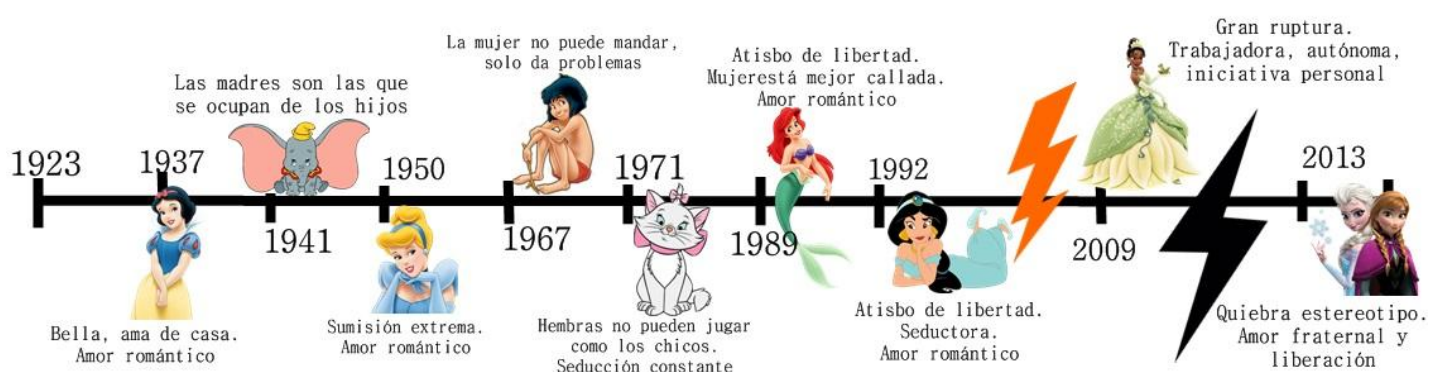 1923
1937
Bella, ama de casa.
Amor romántico
Las madres son las que
se ocupan de los hijos
1941
1950
Sumisión extrema.
Amor romántico
La mujer no puede mandar,
solo da problemas
1967
1971
Hembras no pueden jugar
como los chicos.
Seducción constante
Atisbo de libertad.
Mujerestá mejor callada.
Amor romántico
1989
1992
Atisbo de libertad.
Seductora.
Amor romántico
Gran ruptura.
Trabajadora, autónoma,
iniciativa personal
2009
2013
Quiebra estereotipo.
Amor fraternal y
liberación